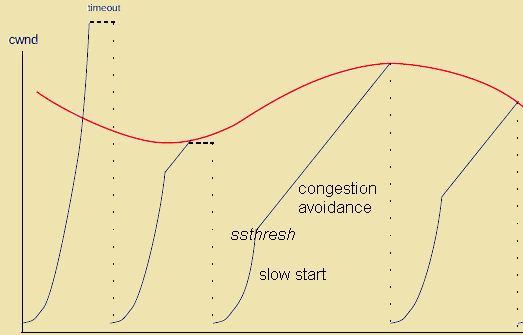 timeout
cwnd
congestion
avoidance
ssthresh
slow start